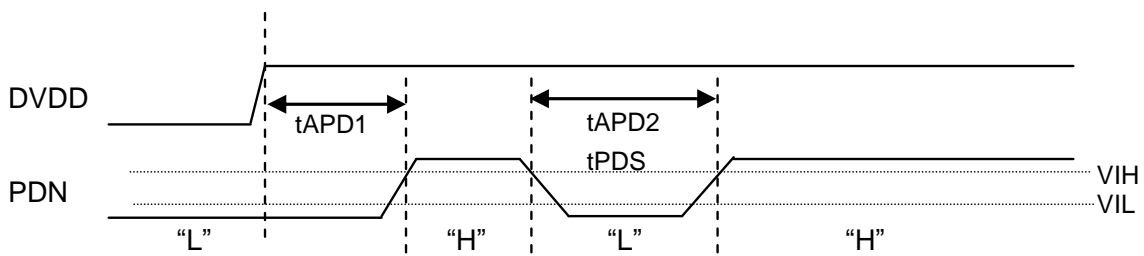 DVDD
tAPD1
tAPD2
tPDS
VIH
PDN
VIL
“L”
“H”
“L”
“H”